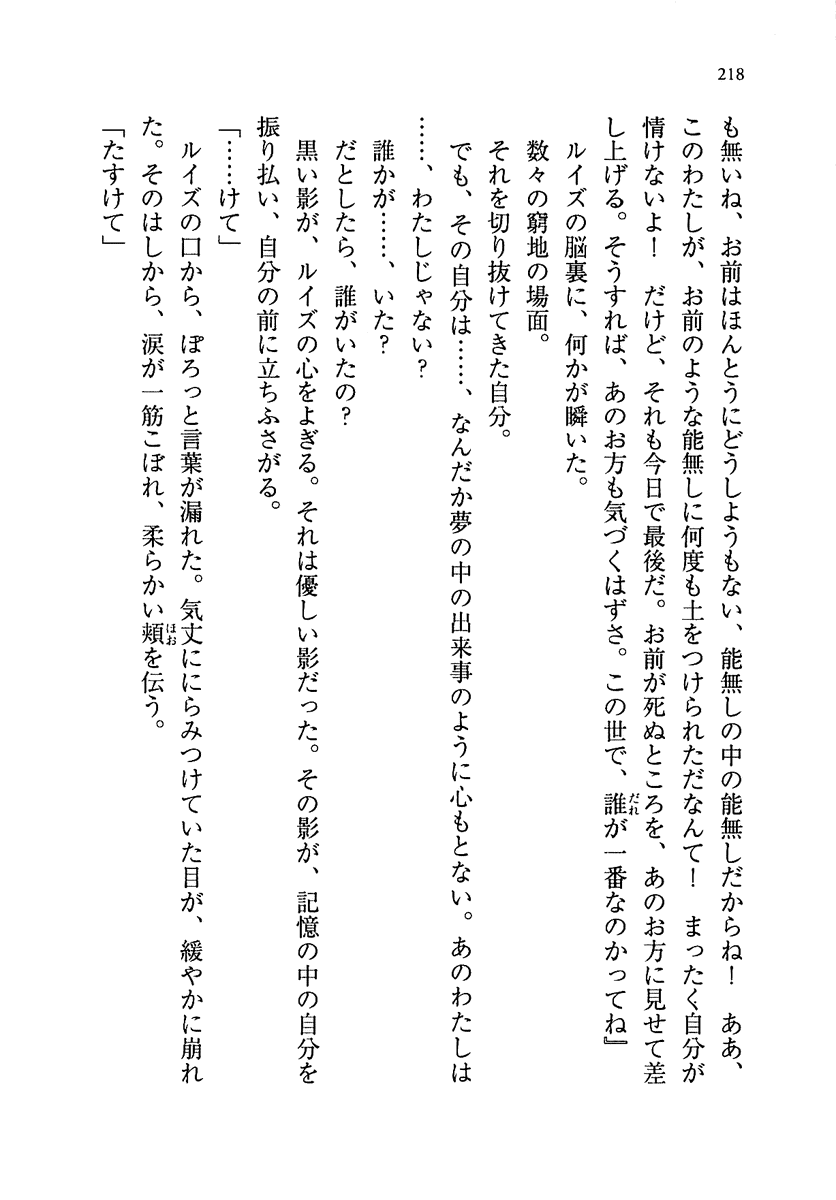 218
も無いね、お前はほんとうにどうしようもない、能無しの中の能無しだからね！　ああ、
このわたしが、お前のような能無しに何度も土をつけられただなんて！　まったく自分が
情けないよ！　だけど、それも今日で最後だ。お前が死ぬところを、あのお方に見せて差
し上げる。そうすれば、あのお方も気づくはずさ。この世で、誰が一番なのかってね』
だれ
ルイズの脳裏に、何かが瞬いた。
数々の窮地の場面。
それを切り抜けてきた自分。
でも、その自分は……、なんだか夢の中の出来事のように心もとない。あのわたしは
……、わたしじゃない？
誰かが……、いた？
だとしたら、誰がいたの？
黒い影が、ルイズの心をよぎる。それは優しい影だった。その影が、記憶の中の自分を
振り払い、自分の前に立ちふさがる。
「……けて」
ルイズの口から、ぽろっと言葉が漏れた。気丈ににらみつけていた目が、緩やかに崩れ
た。そのはしから、涙が一筋こぼれ、柔らかい頬を伝う。
ほお
「たすけて」